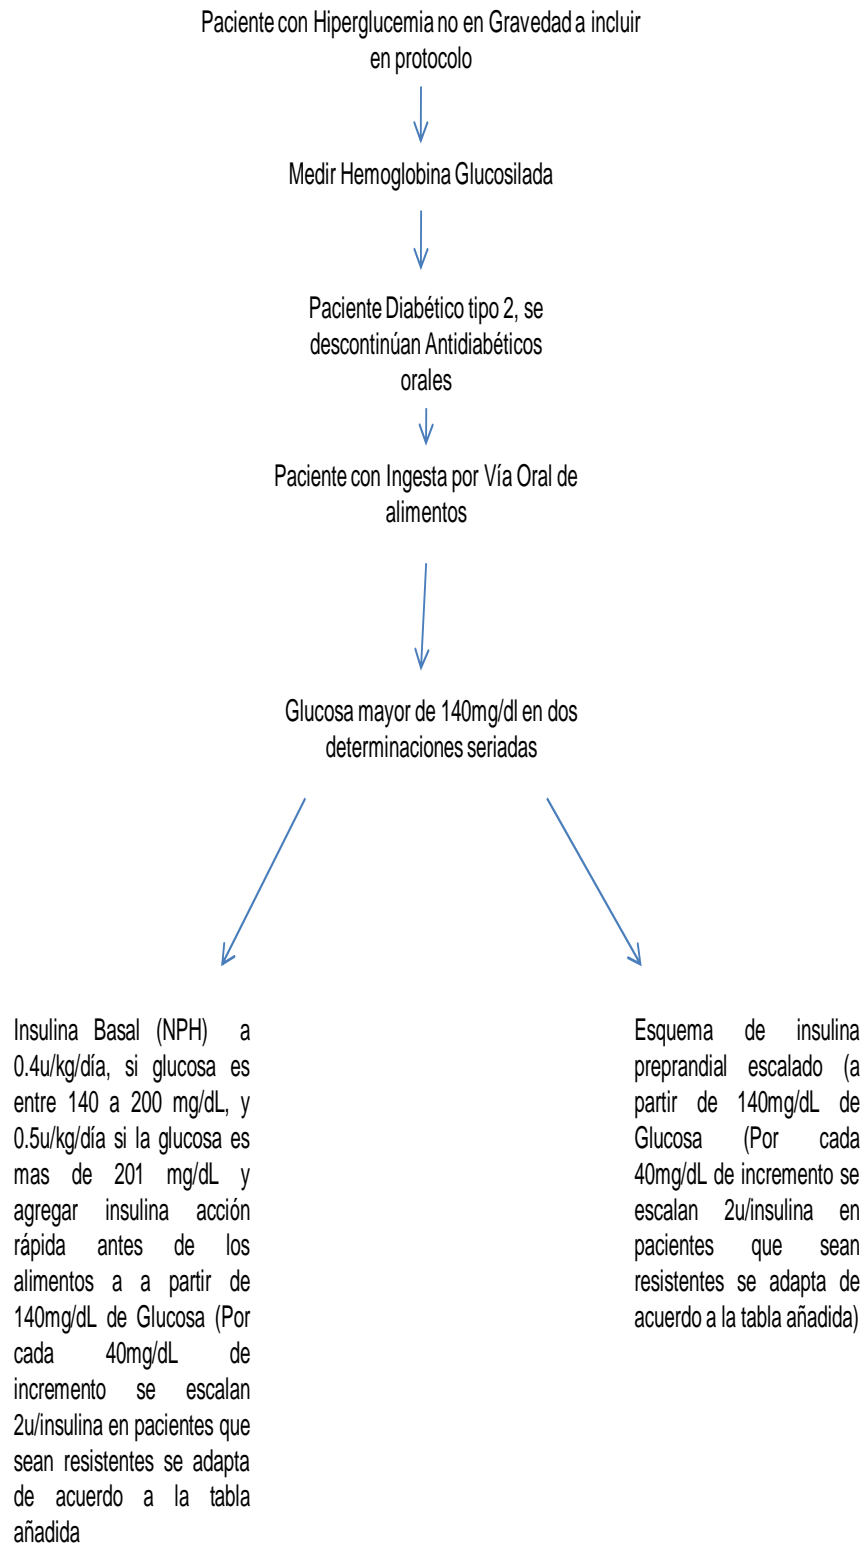 Paciente con Hiperglucemia no en Gravedad a incluir
en protocolo
Medir Hemoglobina Glucosilada
Paciente Diabético tipo 2, se
descontinúan Antidiabéticos
orales
Paciente con Ingesta por Vía Oral de
alimentos
Glucosa mayor de 140mg/dl en dos
determinaciones seriadas
Insulina Basal (NPH) a
0.4u/kg/día, si glucosa es
entre 140 a 200 mg/dL, y
0.5u/kg/día si la glucosa es
mas de 201 mg/dL y
agregar insulina acción
rápida antes de los
alimentos a a partir de
140mg/dL de Glucosa (Por
cada 40mg/dL de
incremento se escalan
2u/insulina en pacientes que
sean resistentes se adapta
de acuerdo a la tabla
añadida
Esquema de insulina
preprandial escalado (a
partir de 140mg/dL de
Glucosa (Por cada
40mg/dL de incremento se
escalan 2u/insulina en
pacientes que sean
resistentes se adapta de
acuerdo a la tabla añadida)